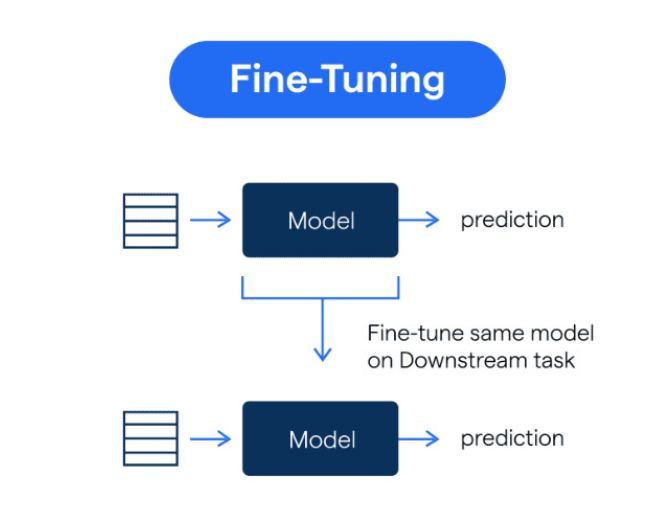 Fine-Tuning
Model
prediction
Fine-tune same model
on Downstream task
Model
prediction